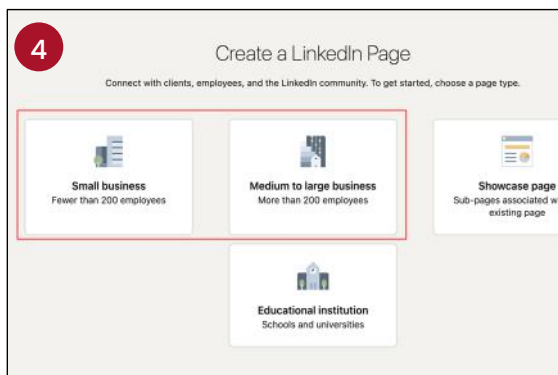 4
Create a LinkedIn Page
Connect with clients, employees, and the LinkedIn community. To get started, choose a page type.
Small business
Fewer than 200 employees
Medium to large business
More than 200 employees
Showcase page
Sub-pages associated w
existing page
Educational institution
Schools and universities